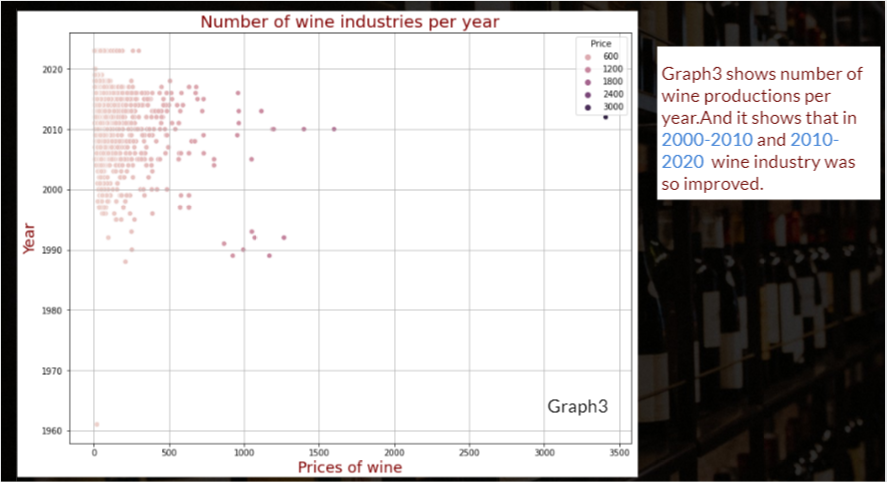 Number of wine industries per year
Price
600
1200
1800
2400
3000
2020
2010
2000
1990
1980
1970
1960
Year
0
500
1000
1500
2000
2500
3000
3500
Prices of wine
Graph3
Graph3 shows number of
wine productions per
year.And it shows that in
2000-2010 and 2010-
2020 wine industry was
so improved.